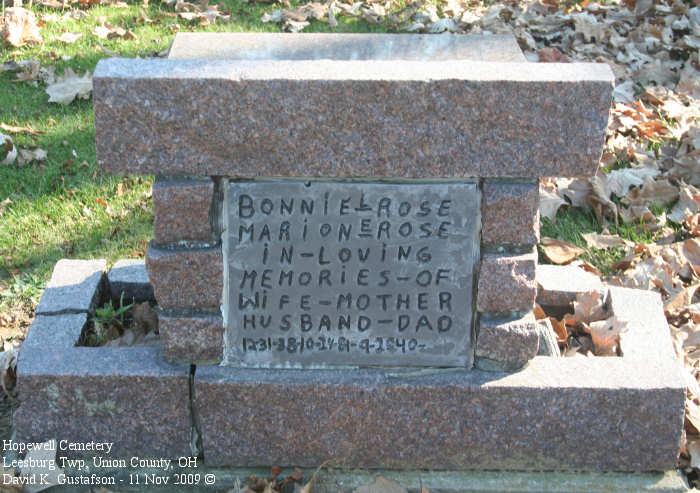 BONNIE L ROSE
MARION E ROSE
IN-LOVING
MEMORIES-OF
WIFE-MOTHER
HUSBAND-DAD
Hopewell Cemetery
Leesburg Twp, Union County, OH
David K. Gustafson - 11 Nov 2009 ©